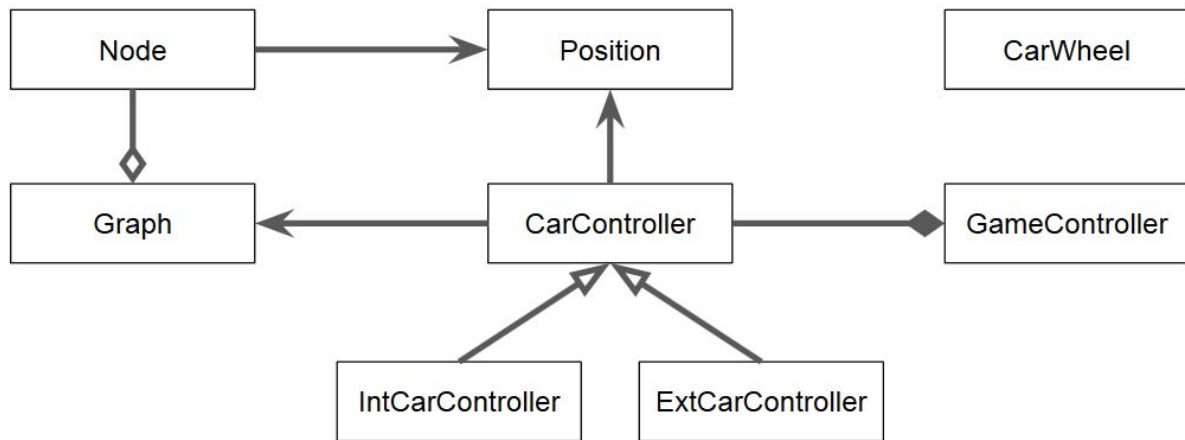 Node
Position
CarWheel
Graph
CarController
GameController
IntCarController
ExtCarController